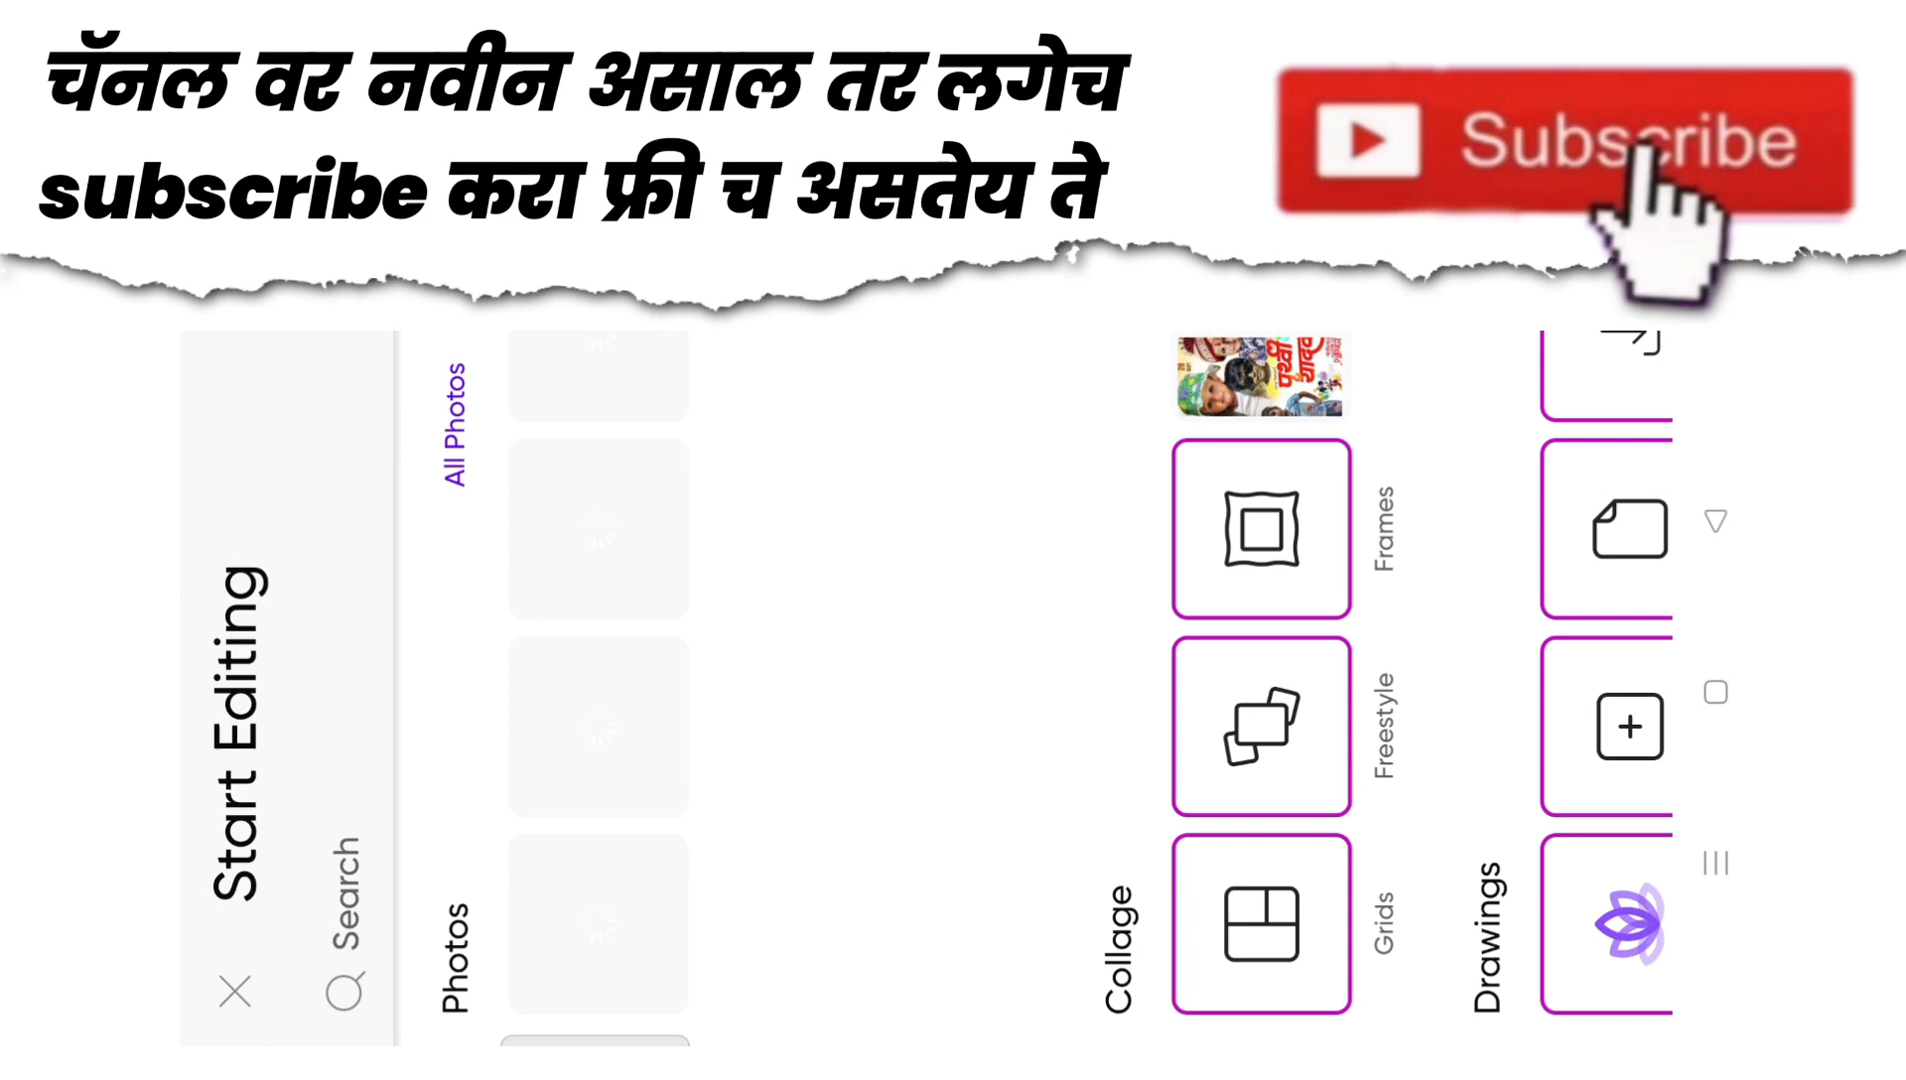 चॅनल वर नवीन असाल तर लगेच
subscribe करा फ्री च असतेय ते
Subscribe
Start Editing
Search
Photos
All Photos
Collage
Grids
Freestyle
Frames
Drawings